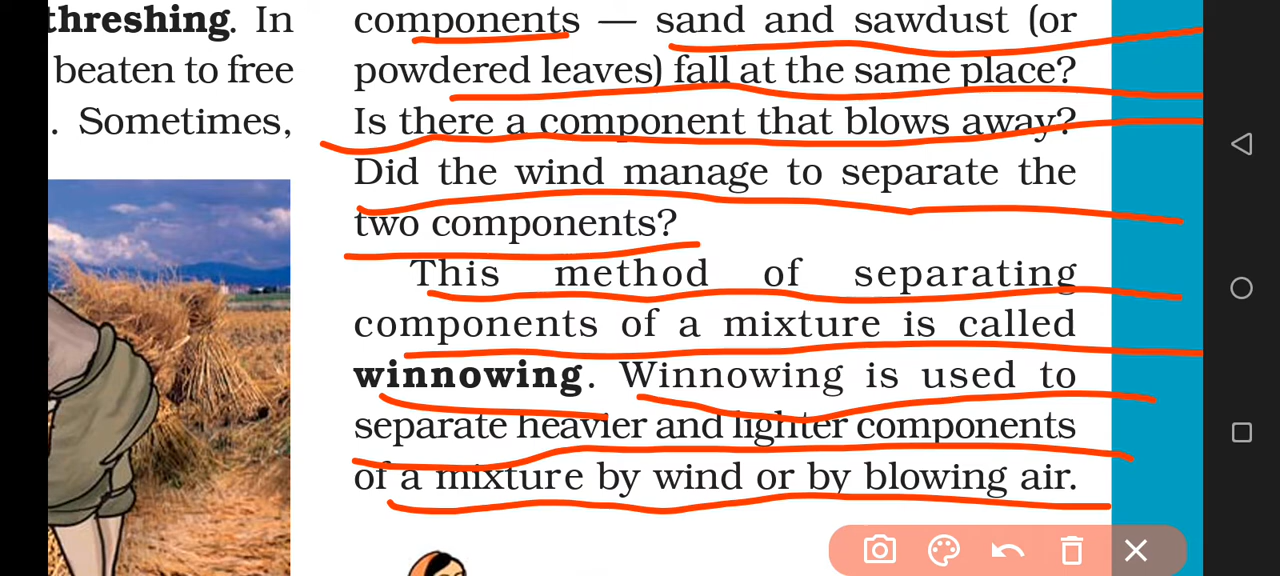 threshing. In
beaten to free
. Sometimes,
components — sand and sawdust (or
powdered leaves) fall at the same place?
Is there a component that blows away?
Did the wind manage to separate the
two components?
This method of separating
components of a mixture is called
winnowing. Winnowing is used to
separate heavier and lighter components
of a mixture by wind or by blowing air.